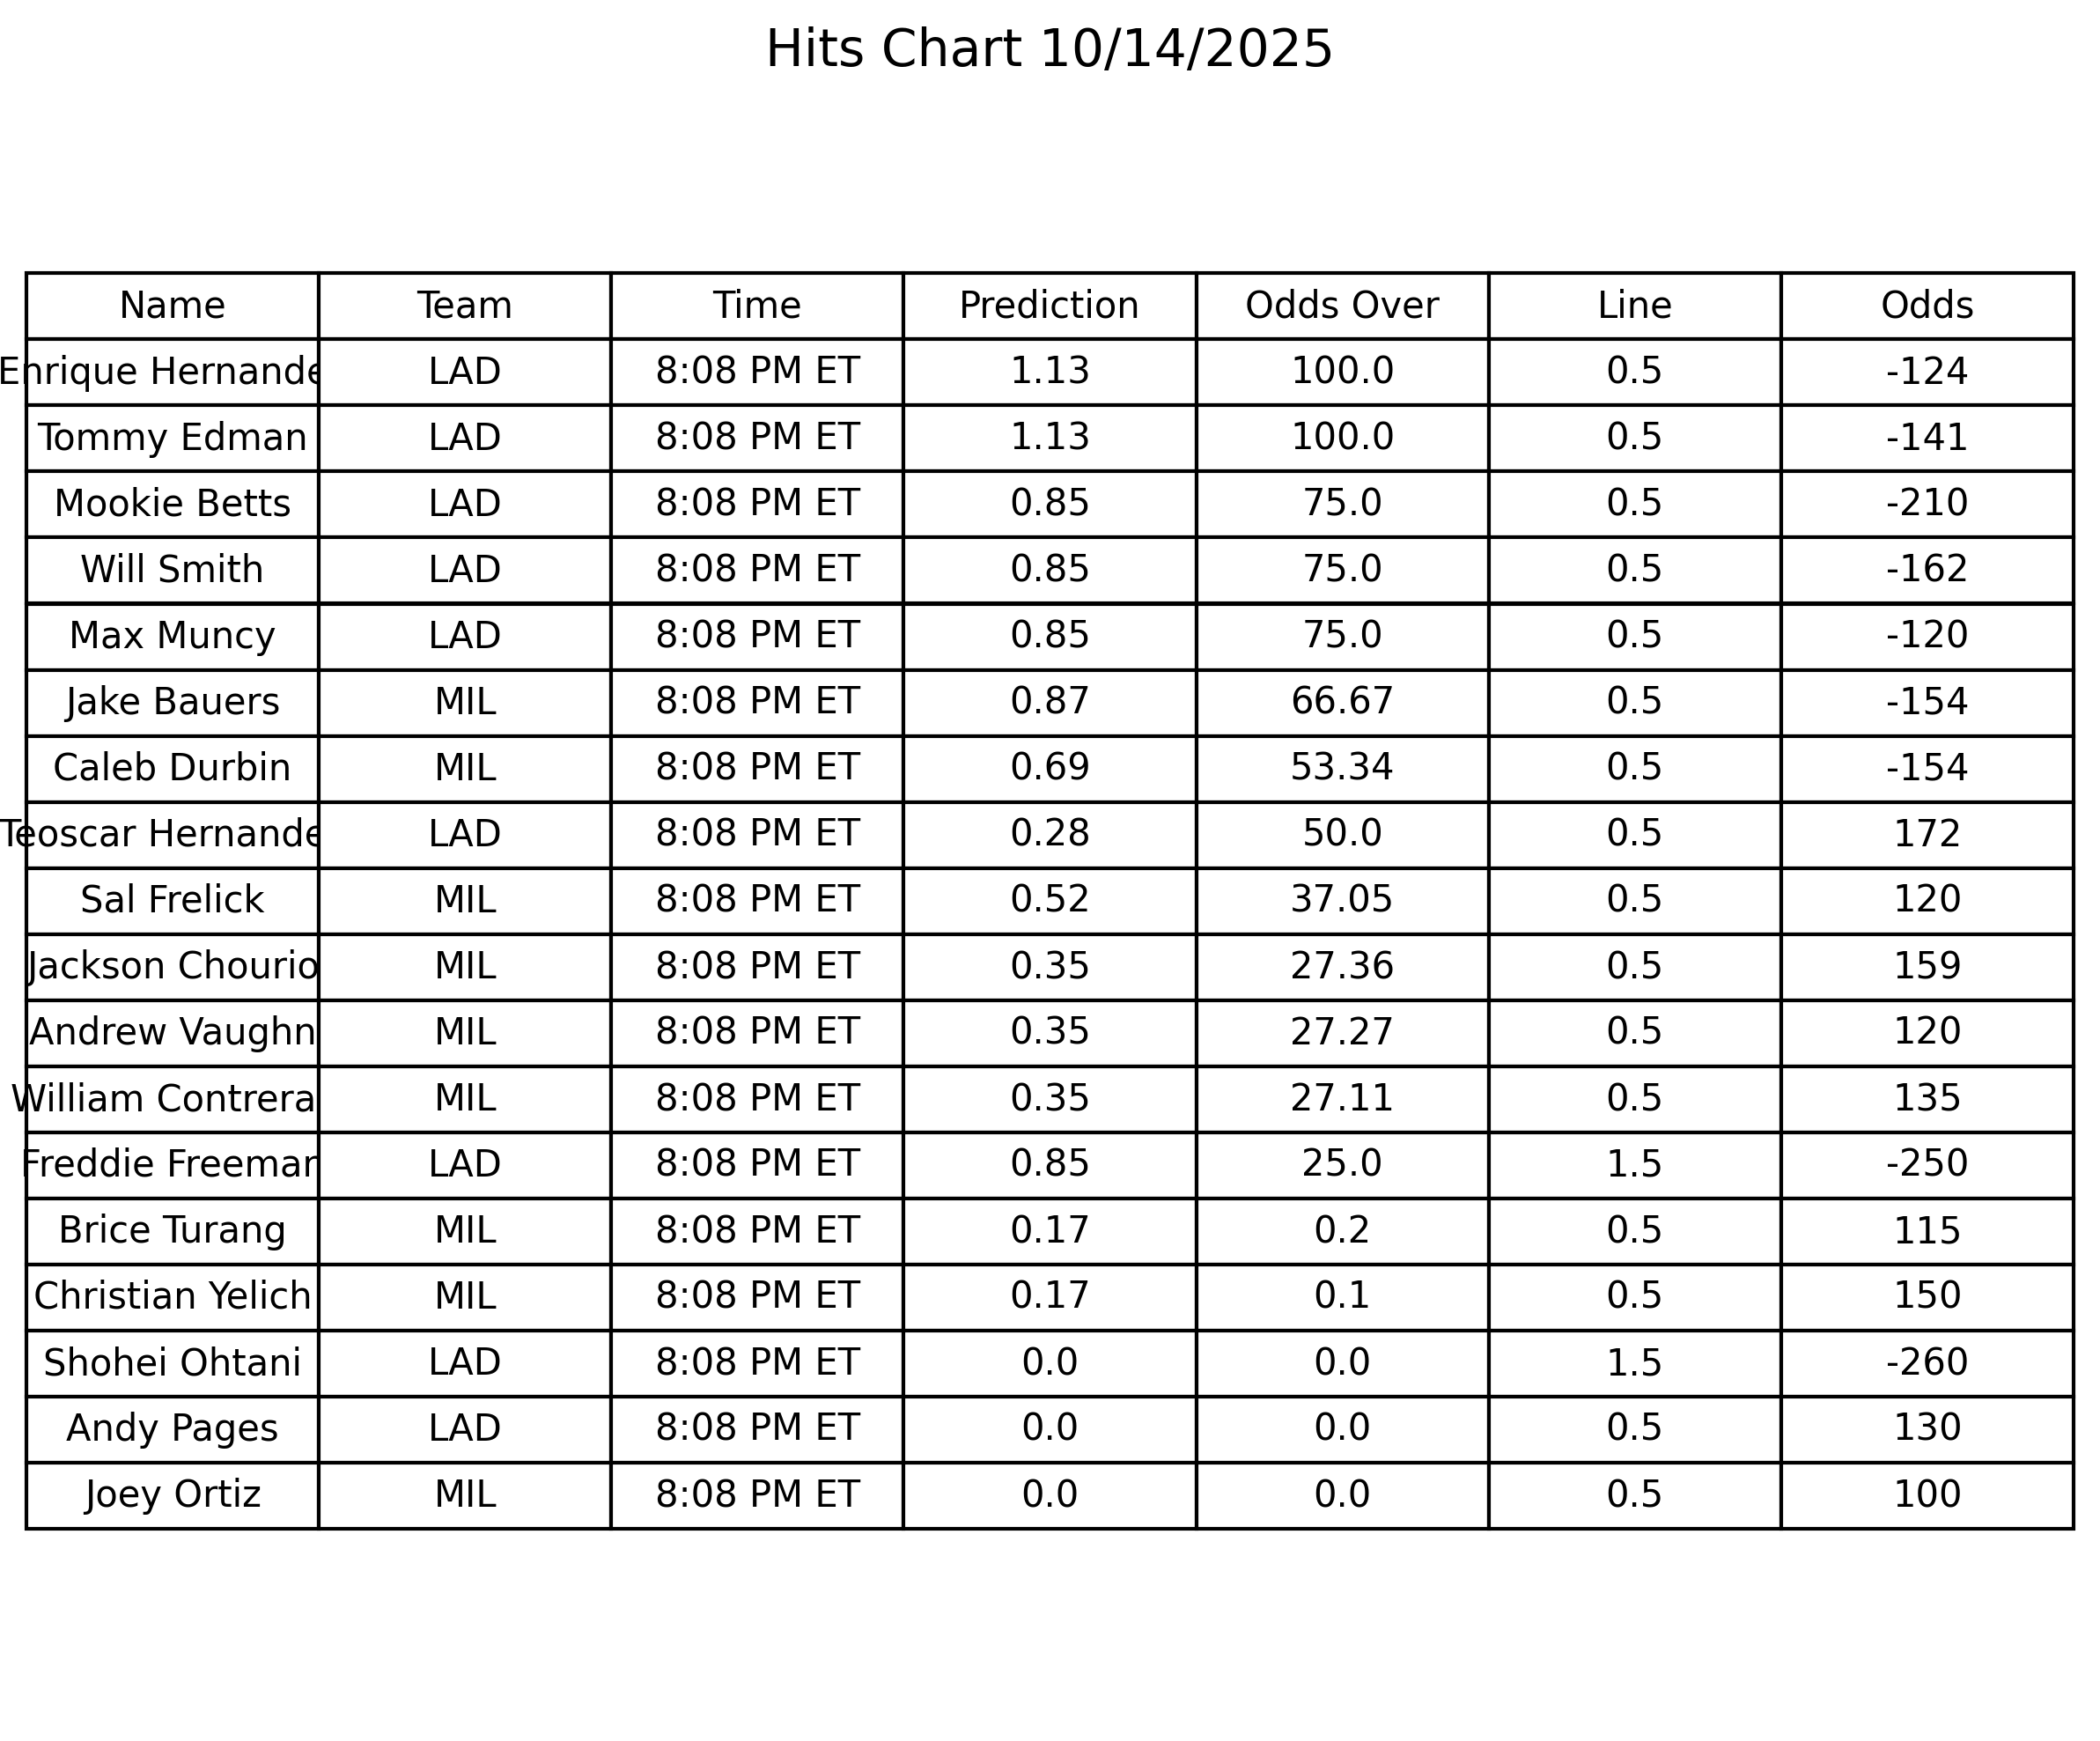 Hits Chart 10/14/2025
Name Team Time Prediction Odds Over Line Odds
Enrique Hernande LAD 8:08 PM ET 1.13 100.0 0.5 -124
Tommy Edman LAD 8:08 PM ET 1.13 100.0 0.5 -141
Mookie Betts LAD 8:08 PM ET 0.85 75.0 0.5 -210
Will Smith LAD 8:08 PM ET 0.85 75.0 0.5 -162
Max Muncy LAD 8:08 PM ET 0.85 75.0 0.5 -120
Jake Bauers MIL 8:08 PM ET 0.87 66.67 0.5 -154
Caleb Durbin MIL 8:08 PM ET 0.69 53.34 0.5 -154
Teoscar Hernande LAD 8:08 PM ET 0.28 50.0 0.5 172
Sal Frelick MIL 8:08 PM ET 0.52 37.05 0.5 120
Jackson Chourio MIL 8:08 PM ET 0.35 27.36 0.5 159
Andrew Vaughn MIL 8:08 PM ET 0.35 27.27 0.5 120
William Contrera MIL 8:08 PM ET 0.35 27.11 0.5 135
Freddie Freeman LAD 8:08 PM ET 0.85 25.0 1.5 -250
Brice Turang MIL 8:08 PM ET 0.17 0.2 0.5 115
Christian Yelich MIL 8:08 PM ET 0.17 0.1 0.5 150
Shohei Ohtani LAD 8:08 PM ET 0.0 0.0 1.5 -260
Andy Pages LAD 8:08 PM ET 0.0 0.0 0.5 130
Joey Ortiz MIL 8:08 PM ET 0.0 0.0 0.5 100